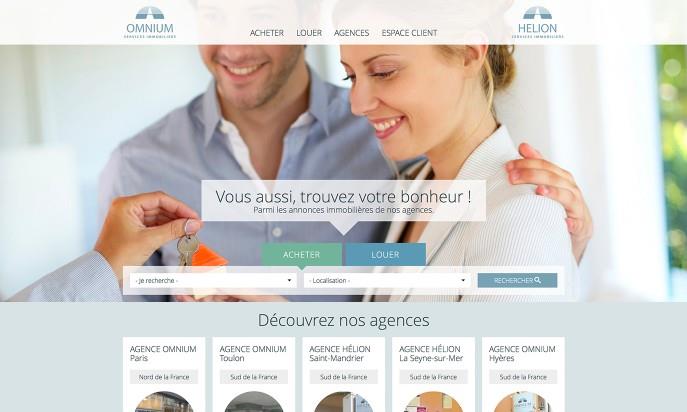 OMNIUM
SERVICES IMMOBILIERS
ACHETER LOUER AGENCES ESPACE CLIENT
HELION
SERVICES IMMOBILIERS
Vous aussi, trouvez votre bonheur !
Parmi les annonces immobilières de nos agences.
ACHETER LOUER
- Je recherche - - Localisation - RECHERCHER
Découvrez nos agences
AGENCE OMNIUM
Paris
Nord de la France
AGENCE OMNIUM
Toulon
Sud de la France
AGENCE HÉLION
Saint-Mandrier
Sud de la France
AGENCE HÉLION
La Seyne-sur-Mer
Sud de la France
AGENCE OMNIUM
Hyères
Sud de la France